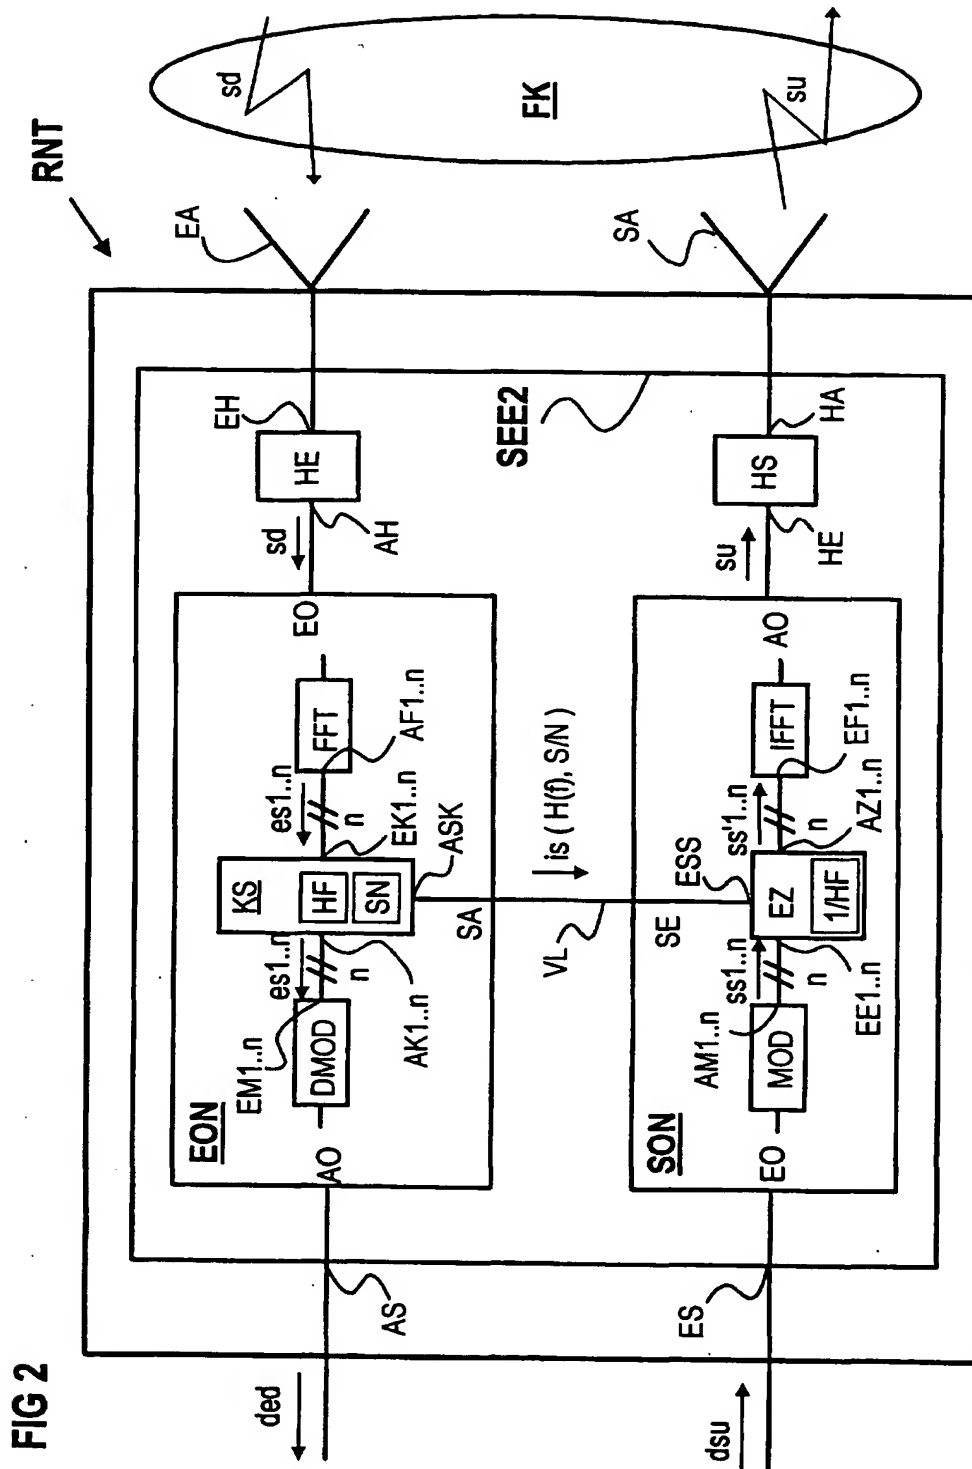 FIG 2
RNT
EA
sd
FK
su
SA
SEE2
EH
HE
AH
sd
HA
HS
HE
su
EON
EO
FFT
AF1..n
es1..n
n
EK1..n
KS
HF
SN
ASK
es1..n
n
AK1..n
EM1..n
DMOD
AO
SA
is ( H(f), S/N )
VL
SE
ESS
SON
AO
IFFT
EF1..n
ss'1..n
n
AZ1..n
EZ
1/HF
ss1..n
n
EE1..n
AM1..n
MOD
EO
AS
ES
ded
dsu